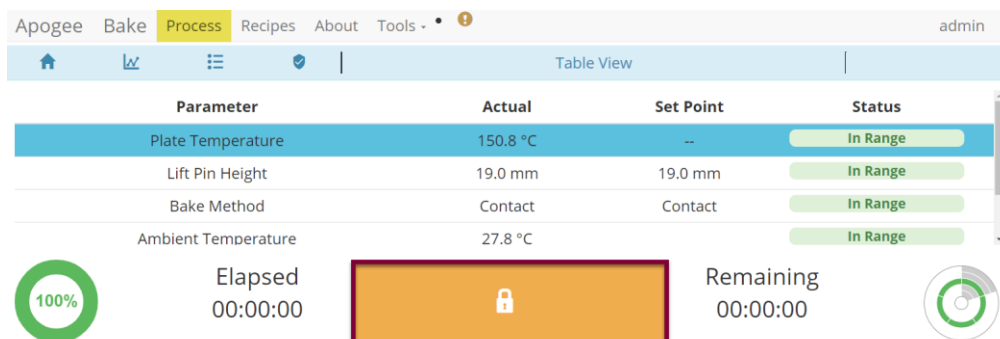 Apogee Bake Process Recipes About Tools admin
Table View
Parameter Actual Set Point Status
Plate Temperature 150.8 °C -- In Range
Lift Pin Height 19.0 mm 19.0 mm In Range
Bake Method Contact Contact In Range
Ambient Temperature 27.8 °C In Range
100%
Elapsed
00:00:00
Remaining
00:00:00